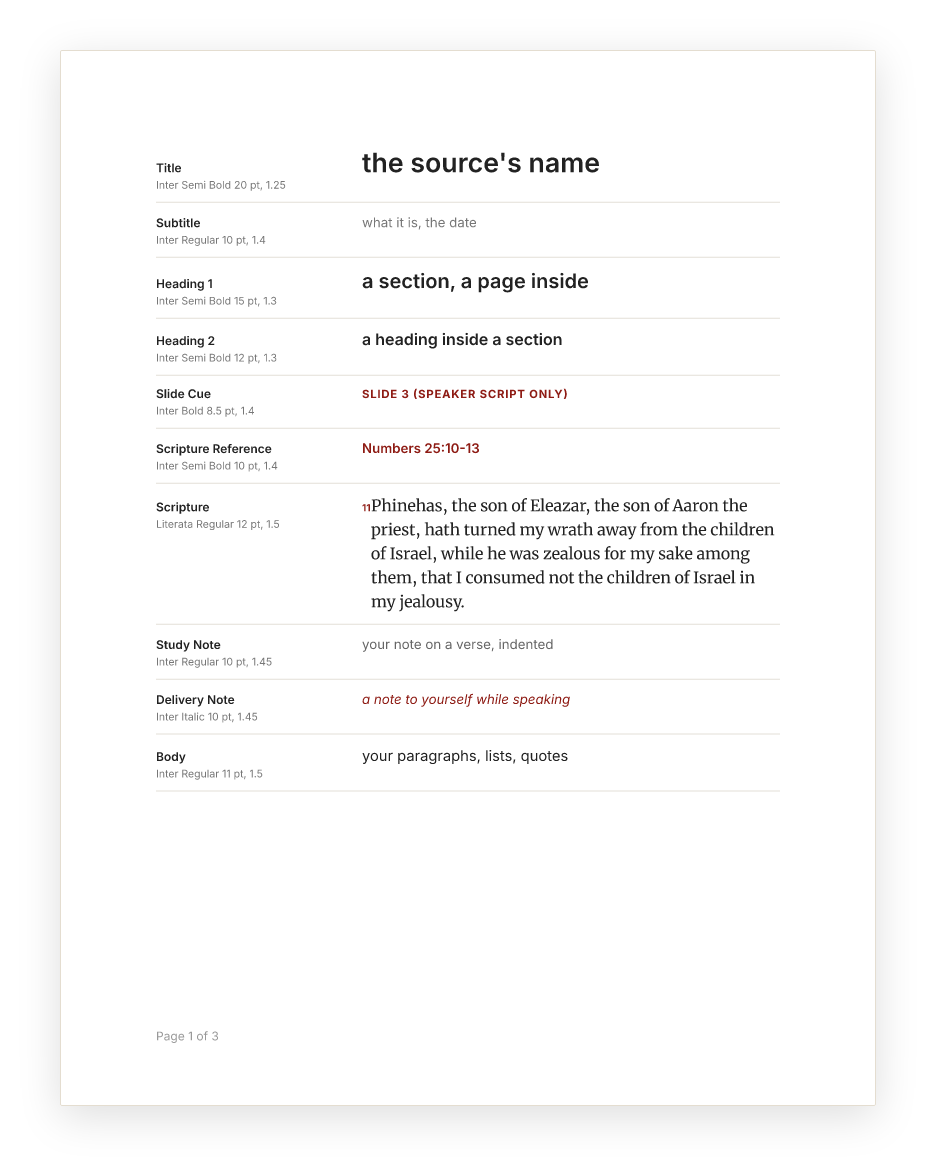 Title
the source's name
Inter Semi Bold 20 pt, 1.25
Subtitle
what it is, the date
Inter Regular 10 pt, 1.4
Heading 1
a section, a page inside
Inter Semi Bold 15 pt, 1.3
Heading 2
a heading inside a section
Inter Semi Bold 12 pt, 1.3
Slide Cue
SLIDE 3 (SPEAKER SCRIPT ONLY)
Inter Bold 8.5 pt, 1.4
Scripture Reference
Numbers 25:10-13
Inter Semi Bold 10 pt, 1.4
Scripture
Literata Regular 12 pt, 1.5
11Phinehas, the son of Eleazar, the son of Aaron the
priest, hath turned my wrath away from the children
of Israel, while he was zealous for my sake among
them, that I consumed not the children of Israel in
my jealousy.
Study Note
your note on a verse, indented
Inter Regular 10 pt, 1.45
Delivery Note
a note to yourself while speaking
Inter Italic 10 pt, 1.45
Body
your paragraphs, lists, quotes
Inter Regular 11 pt, 1.5
Page 1 of 3